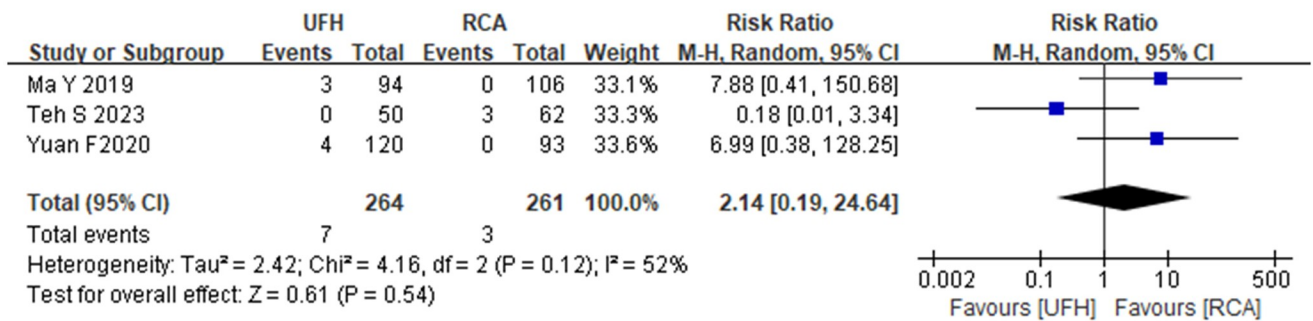 UFH RCA Risk Ratio Risk Ratio
Study or Subgroup Events Total Events Total Weight M-H, Random, 95% CI M-H, Random, 95% CI
Ma Y 2019 3 94 0 106 33.1% 7.88 [0.41, 150.68]
Teh S 2023 0 50 3 62 33.3% 0.18 [0.01, 3.34]
Yuan F2020 4 120 0 93 33.6% 6.99 [0.38, 128.25]
Total (95% CI) 264 261 100.0% 2.14 [0.19, 24.64]
Total events 7 3
Heterogeneity: Tau² = 2.42; Chi² = 4.16, df = 2 (P = 0.12); I² = 52%
Test for overall effect: Z = 0.61 (P = 0.54)
0.002 0.1 1 10 500
Favours [UFH] Favours [RCA]